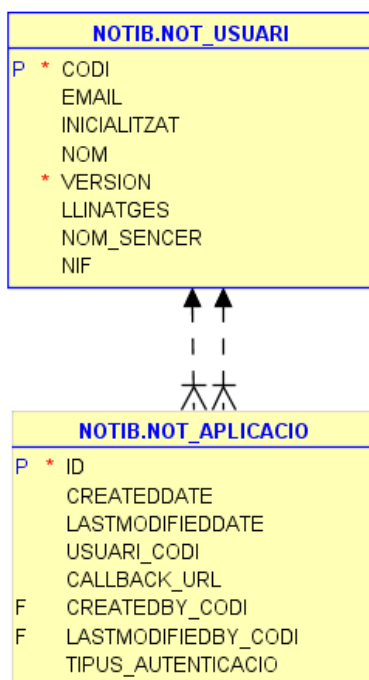 NOTIB.NOT_USUARI
P * CODI
EMAIL
INICIALITZAT
NOM
* VERSION
LLINATGES
NOM_SENCER
NIF
NOTIB.NOT_APLICACIO
P * ID
CREATEDDATE
LASTMODIFIEDDATE
USUARI_CODI
CALLBACK_URL
F CREATEDBY_CODI
F LASTMODIFIEDBY_CODI
TIPUS_AUTENTICACIO